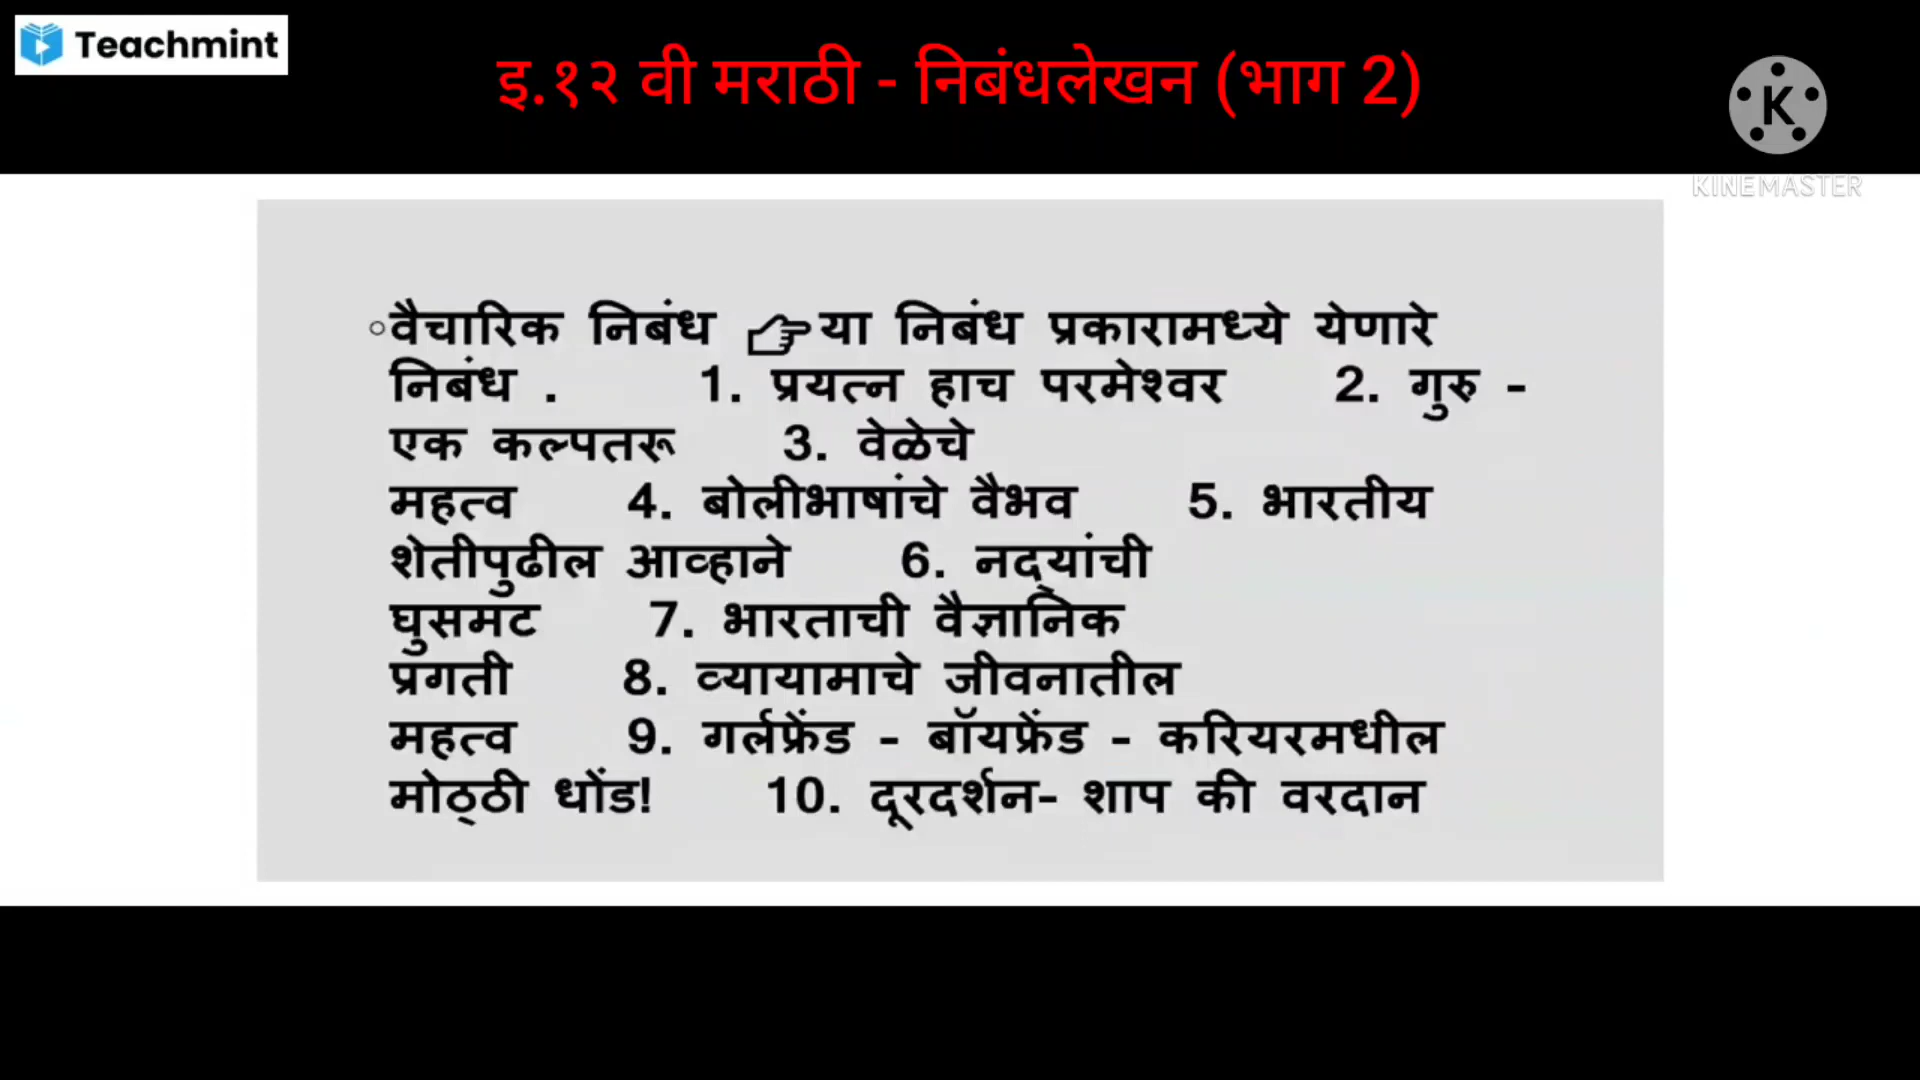 Teachmint
इ.१२ वी मराठी - निबंधलेखन (भाग 2)
K
KINEMASTER
◦वैचारिक निबंध 👉या निबंध प्रकारामध्ये येणारे
निबंध . 1. प्रयत्न हाच परमेश्वर 2. गुरु -
एक कल्पतरू 3. वेळेचे
महत्व 4. बोलीभाषांचे वैभव 5. भारतीय
शेतीपुढील आव्हाने 6. नद्यांची
घुसमट 7. भारताची वैज्ञानिक
प्रगती 8. व्यायामाचे जीवनातील
महत्व 9. गर्लफ्रेंड - बॉयफ्रेंड - करियरमधील
मोठ्ठी धोंड! 10. दूरदर्शन- शाप की वरदान